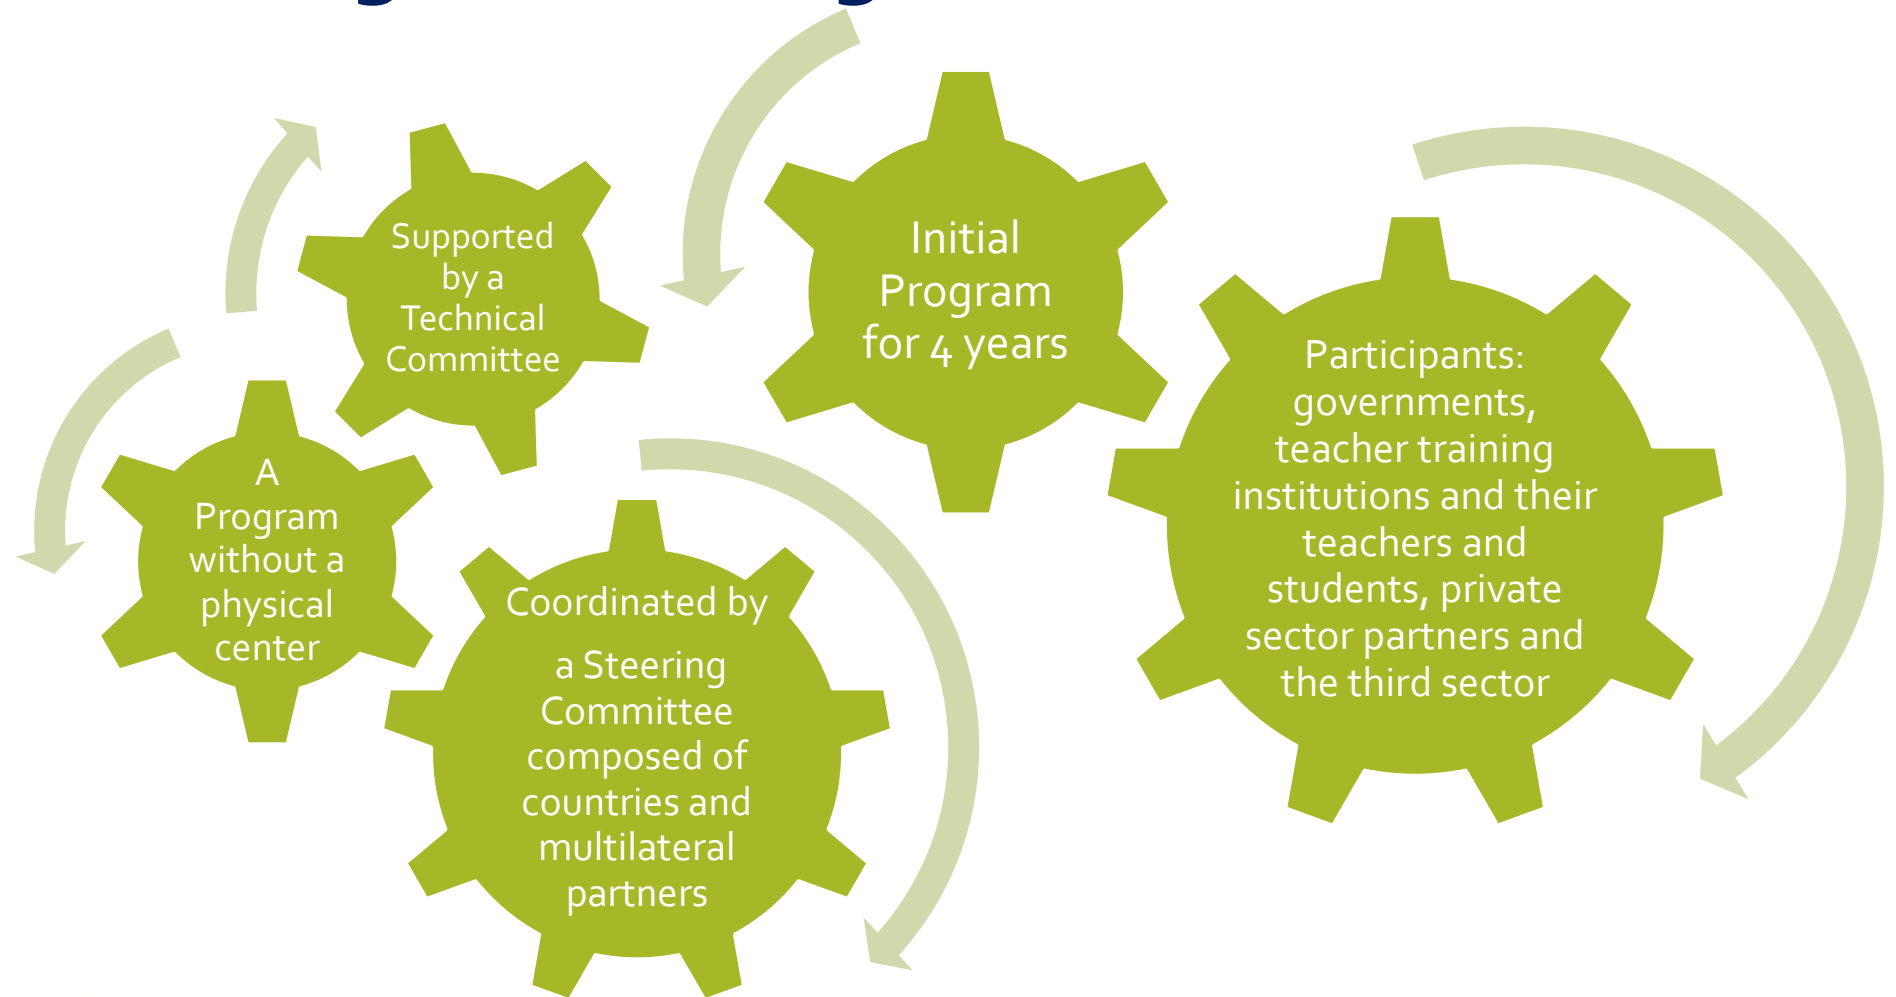 Supported
by a
Technical
Committee
Initial
Program
for 4 years
Participants:
governments,
teacher training
institutions and their
teachers and
students, private
sector partners and
the third sector
A
Program
without a
physical
center
Coordinated by
a Steering
Committee
composed of
countries and
multilateral
partners